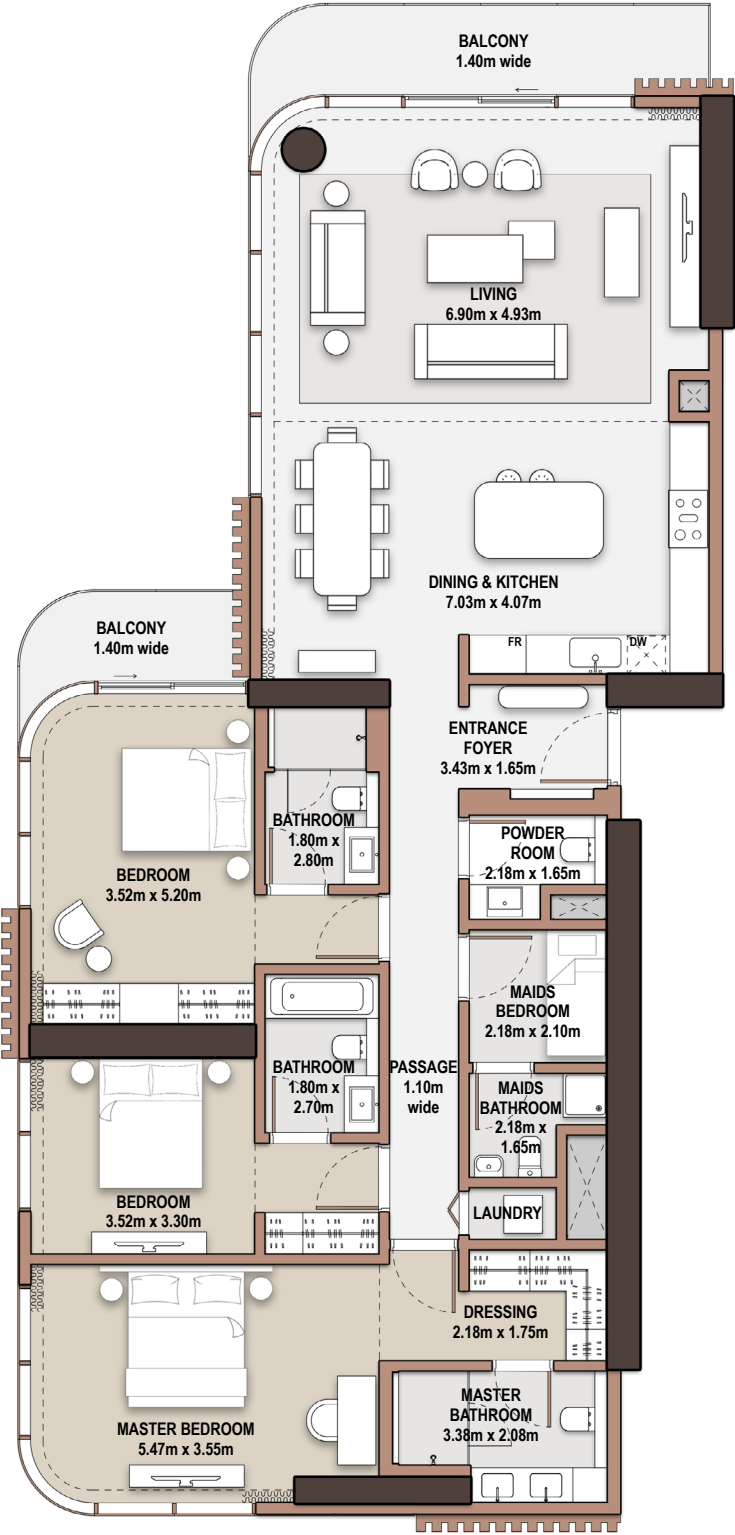 BALCONY
1.40m wide
LIVING
6.90m x 4.93m
DINING & KITCHEN
7.03m x 4.07m
BALCONY
1.40m wide
FR
DW
ENTRANCE
FOYER
3.43m x 1.65m
BATHROOM
1.80m x
2.80m
POWDER
ROOM
2.18m x 1.65m
BEDROOM
3.52m x 5.20m
MAIDS
BEDROOM
2.18m x 2.10m
BATHROOM
1.80m x
2.70m
PASSAGE
1.10m
wide
MAIDS
BATHROOM
2.18m x
1.65m
BEDROOM
3.52m x 3.30m
LAUNDRY
DRESSING
2.18m x 1.75m
MASTER BEDROOM
5.47m x 3.55m
MASTER
BATHROOM
3.38m x 2.08m